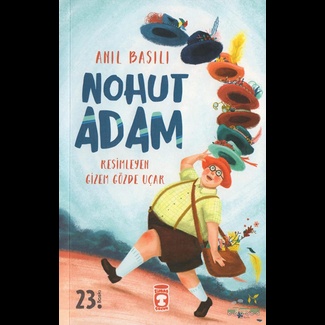 ANIL BASILI
NOHUT
ADAM
RESİMLEYEN
GİZEM GÖZDE UÇAR
23.
Baskı